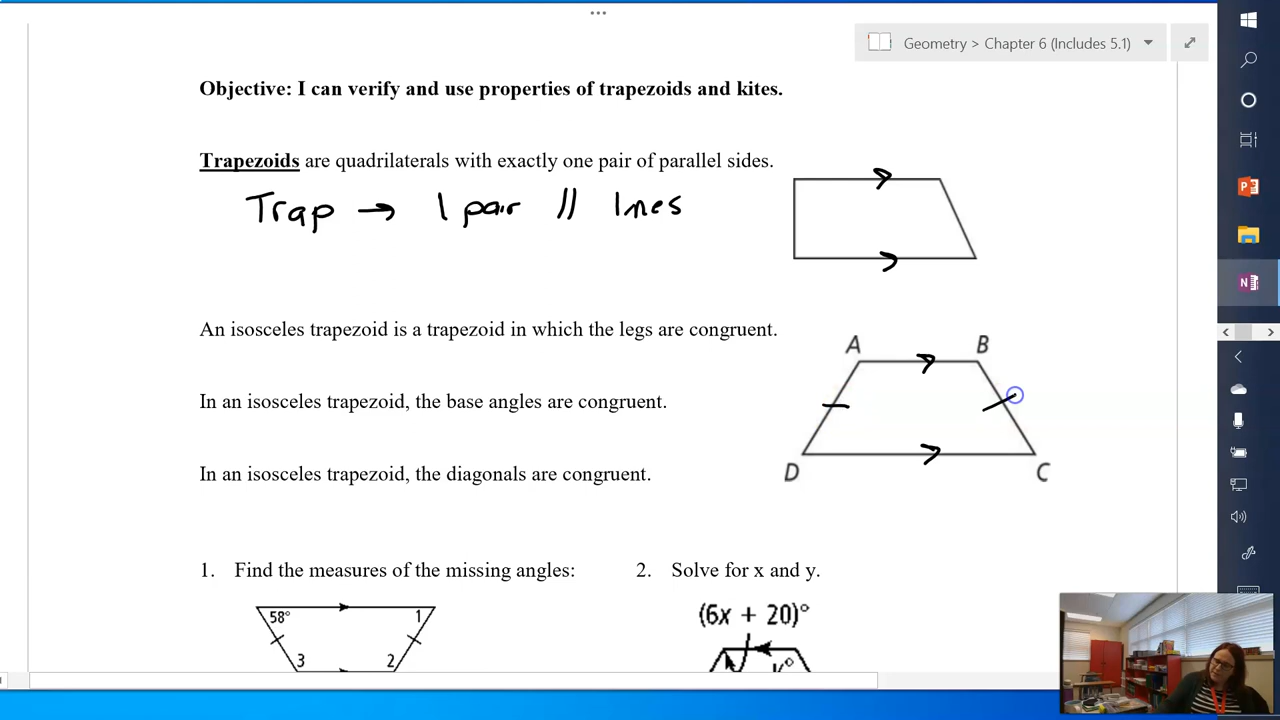 Geometry > Chapter 6 (Includes 5.1)
Objective: I can verify and use properties of trapezoids and kites.
Trapezoids are quadrilaterals with exactly one pair of parallel sides.
Trap → 1 pair // lines
An isosceles trapezoid is a trapezoid in which the legs are congruent.
A B
In an isosceles trapezoid, the base angles are congruent.
In an isosceles trapezoid, the diagonals are congruent.
D C
1. Find the measures of the missing angles:
2. Solve for x and y.
58° 1
3 2
(6x + 20)°